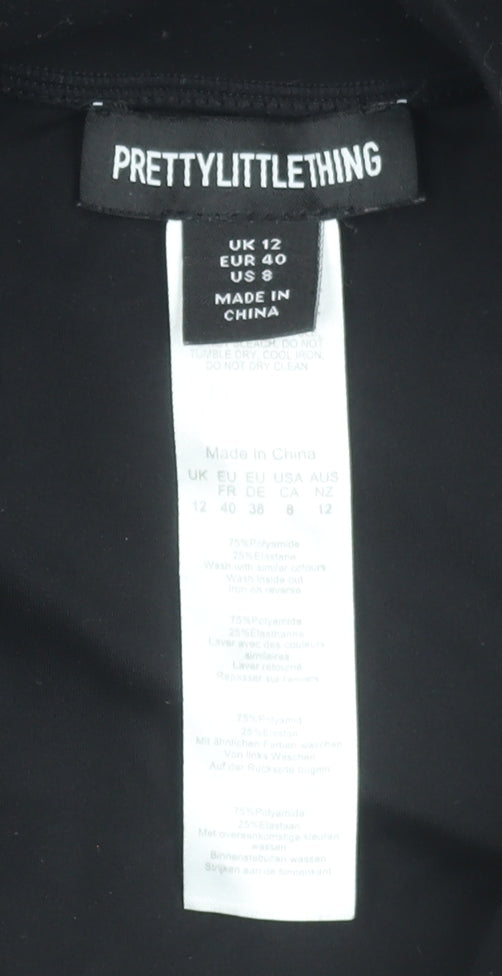 PRETTYLITTLETHING
UK 12
EUR 40
US 8
MADE IN
CHINA
BLEACH, DO NOT
TUMBLE DRY, COOL IRON,
DO NOT DRY CLEAN
Made in China
UK EU EU USA AUS
FR DE CA NZ
12 40 38 8 12
75%Polyamide
25%Elastane
Wash with similar colours
Wash inside out
Iron on reverse
75%Polyamide
25%Elasthanne
Laver avec des couleurs
similaires
Laver retourné
Repasser sur l'envers
75%Polyamid
25%Elastan
Mit ähnlichen Farben waschen
Von links Waschen
Auf der Rückseite bügeln
75%Polyamide
25%Elastaan
Met overeenkomstige kleuren
wassen
Binnenstebuiten wassen
Strijken aan de binnenkant